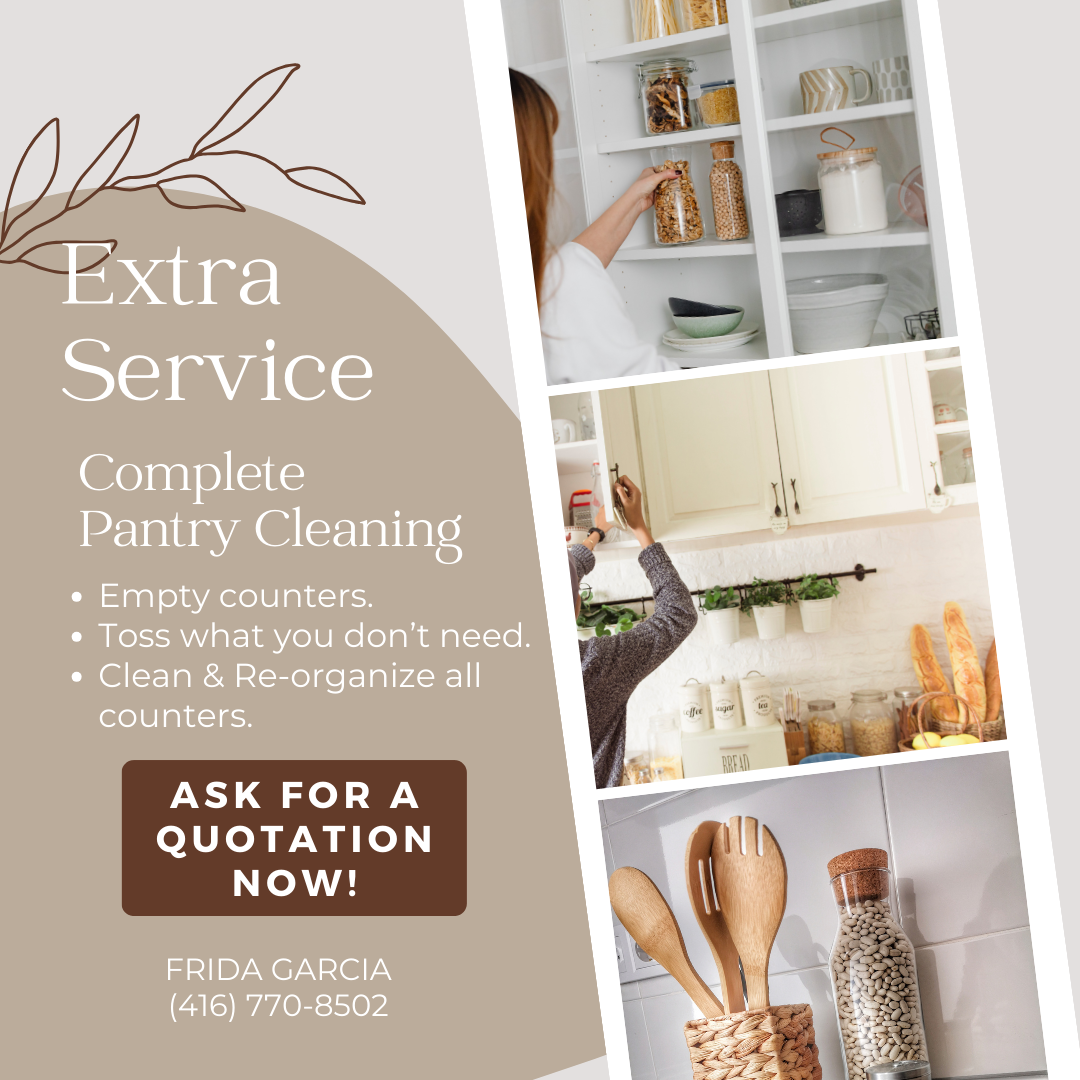 Extra
Service
Complete
Pantry Cleaning
• Empty counters.
• Toss what you don’t need.
• Clean & Re-organize all
counters.
ASK FOR A
QUOTATION
NOW!
FRIDA GARCIA
(416) 770-8502
coffee
sugar
tea
BREAD